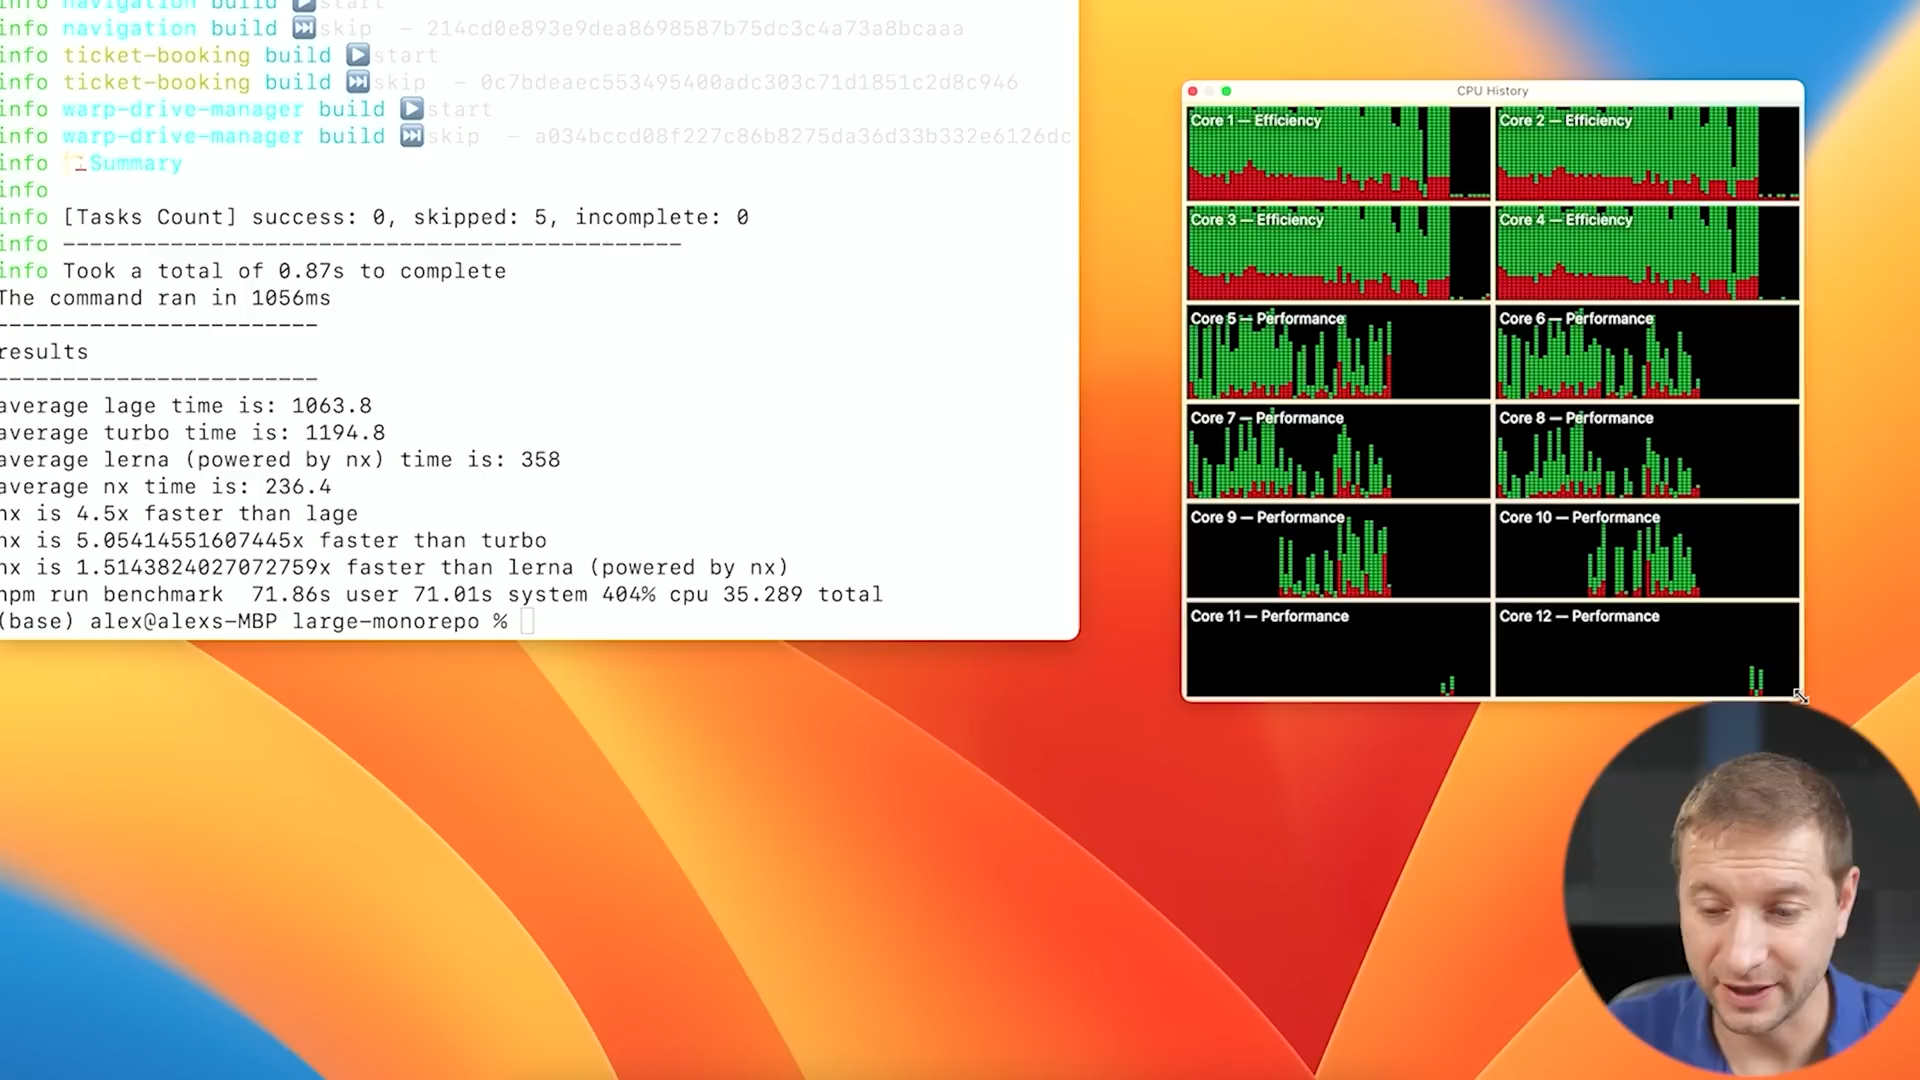 info navigation build start
info navigation build skip - 214cd0e893e9dea8698587b75dc3c4a73a8bcaaa
info ticket-booking build start
info ticket-booking build skip - 0c7bdeaec553495400adc303c71d1851c2d8c946
info warp-drive-manager build start
info warp-drive-manager build skip - a034bccd08f227c86b8275da36d33b332e6126dc
info Summary
info
info [Tasks Count] success: 0, skipped: 5, incomplete: 0
info ----------------------------------------------
info Took a total of 0.87s to complete
The command ran in 1056ms
------------------------
results
------------------------
average lage time is: 1063.8
average turbo time is: 1194.8
average lerna (powered by nx) time is: 358
average nx time is: 236.4
nx is 4.5x faster than lage
nx is 5.05414551607445x faster than turbo
nx is 1.5143824027072759x faster than lerna (powered by nx)
npm run benchmark  71.86s user 71.01s system 404% cpu 35.289 total
(base) alex@alexs-MBP large-monorepo %
CPU History
Core 1 — Efficiency
Core 2 — Efficiency
Core 3 — Efficiency
Core 4 — Efficiency
Core 5 — Performance
Core 6 — Performance
Core 7 — Performance
Core 8 — Performance
Core 9 — Performance
Core 10 — Performance
Core 11 — Performance
Core 12 — Performance